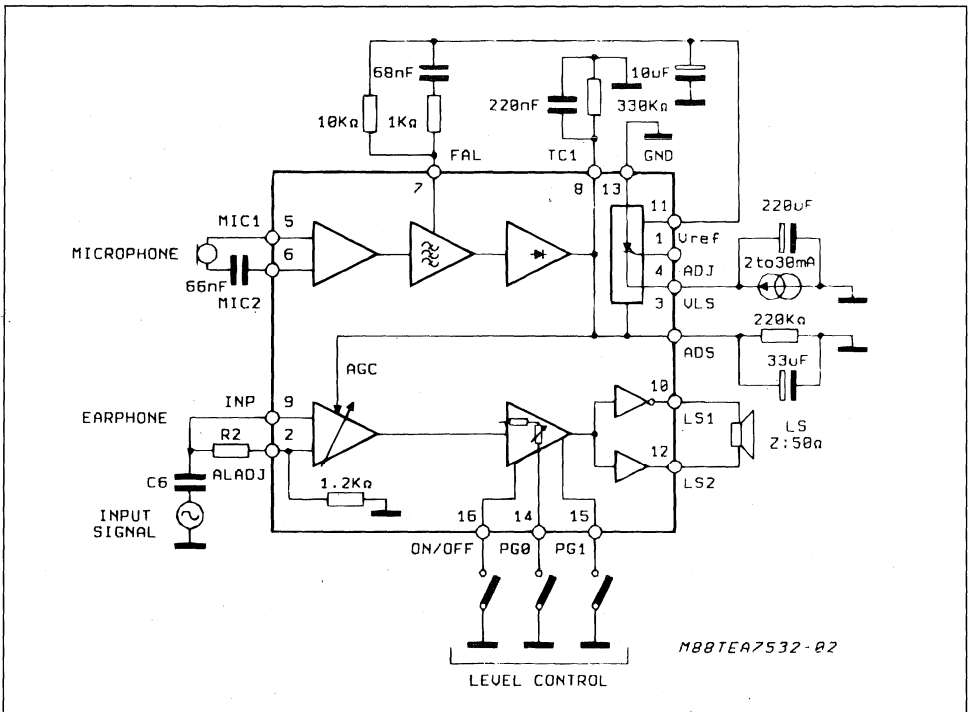 68nF
10uF
220nF
330KΩ
10KΩ
1KΩ
FAL
TC1
GND
7
8
13
MIC1
5
11
220uF
MICROPHONE
6
1
Vref
4
ADJ
2to30mA
66nF
MIC2
3
VLS
220KΩ
ADS
AGC
33uF
INP
9
10
EARPHONE
LS1
R2
2
LS
Z:50Ω
ALADJ
12
LS2
C6
1.2KΩ
INPUT
SIGNAL
16
14
15
ON/OFF
PG0
PG1
M88TEA7532-02
LEVEL CONTROL